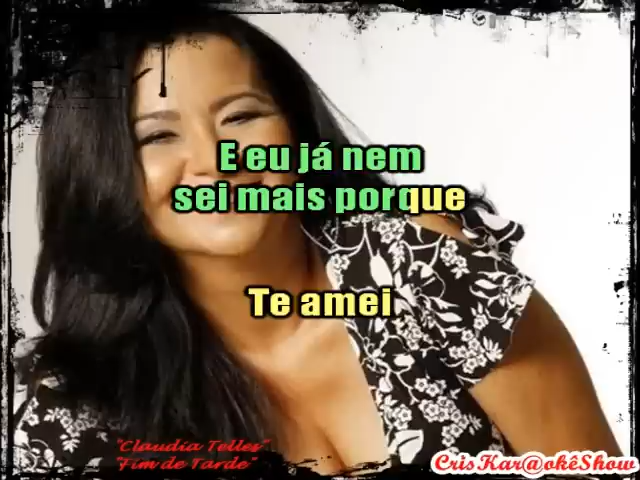 E eu já nem
sei mais porque
Te amei
"Claudia Telles"
"Fim de Tarde"
CrisKar@okêShow